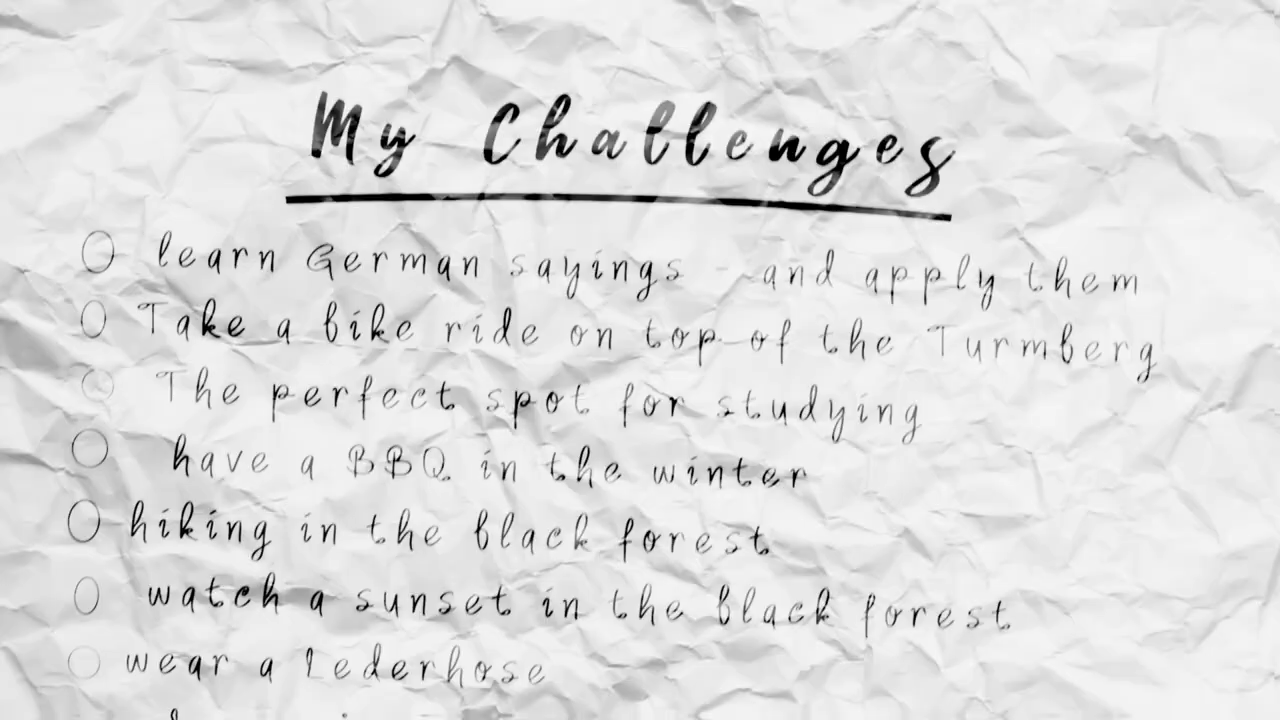 My Challenges
learn German sayings - and apply them
Take a bike ride on top of the Turmberg
The perfect spot for studying
have a BBQ in the winter
hiking in the black forest
watch a sunset in the black forest
wear a Lederhose